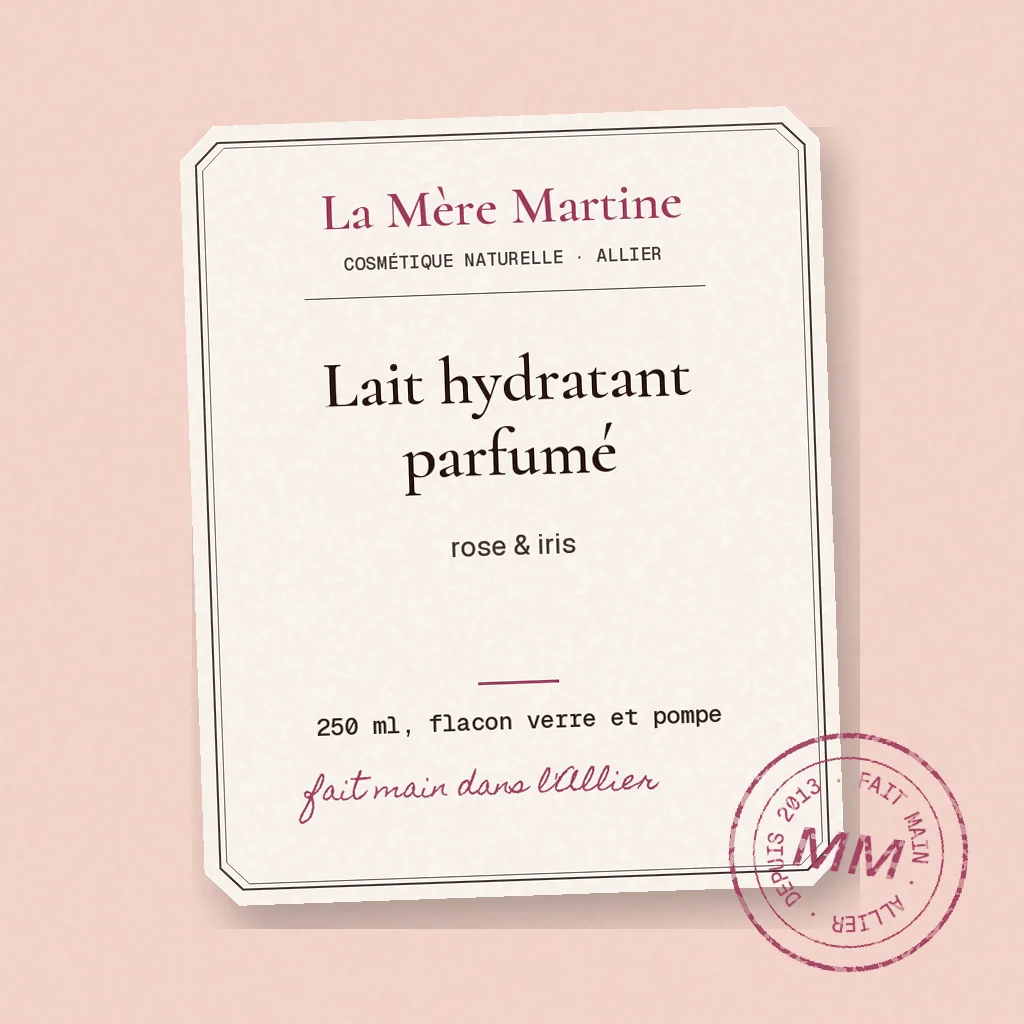 La Mère Martine
COSMÉTIQUE NATURELLE · ALLIER
Lait hydratant
parfumé
rose & iris
250 ml, flacon verre et pompe
fait main dans l'Allier
DEPUIS 2013 · FAIT MAIN · ALLIER ·
MM